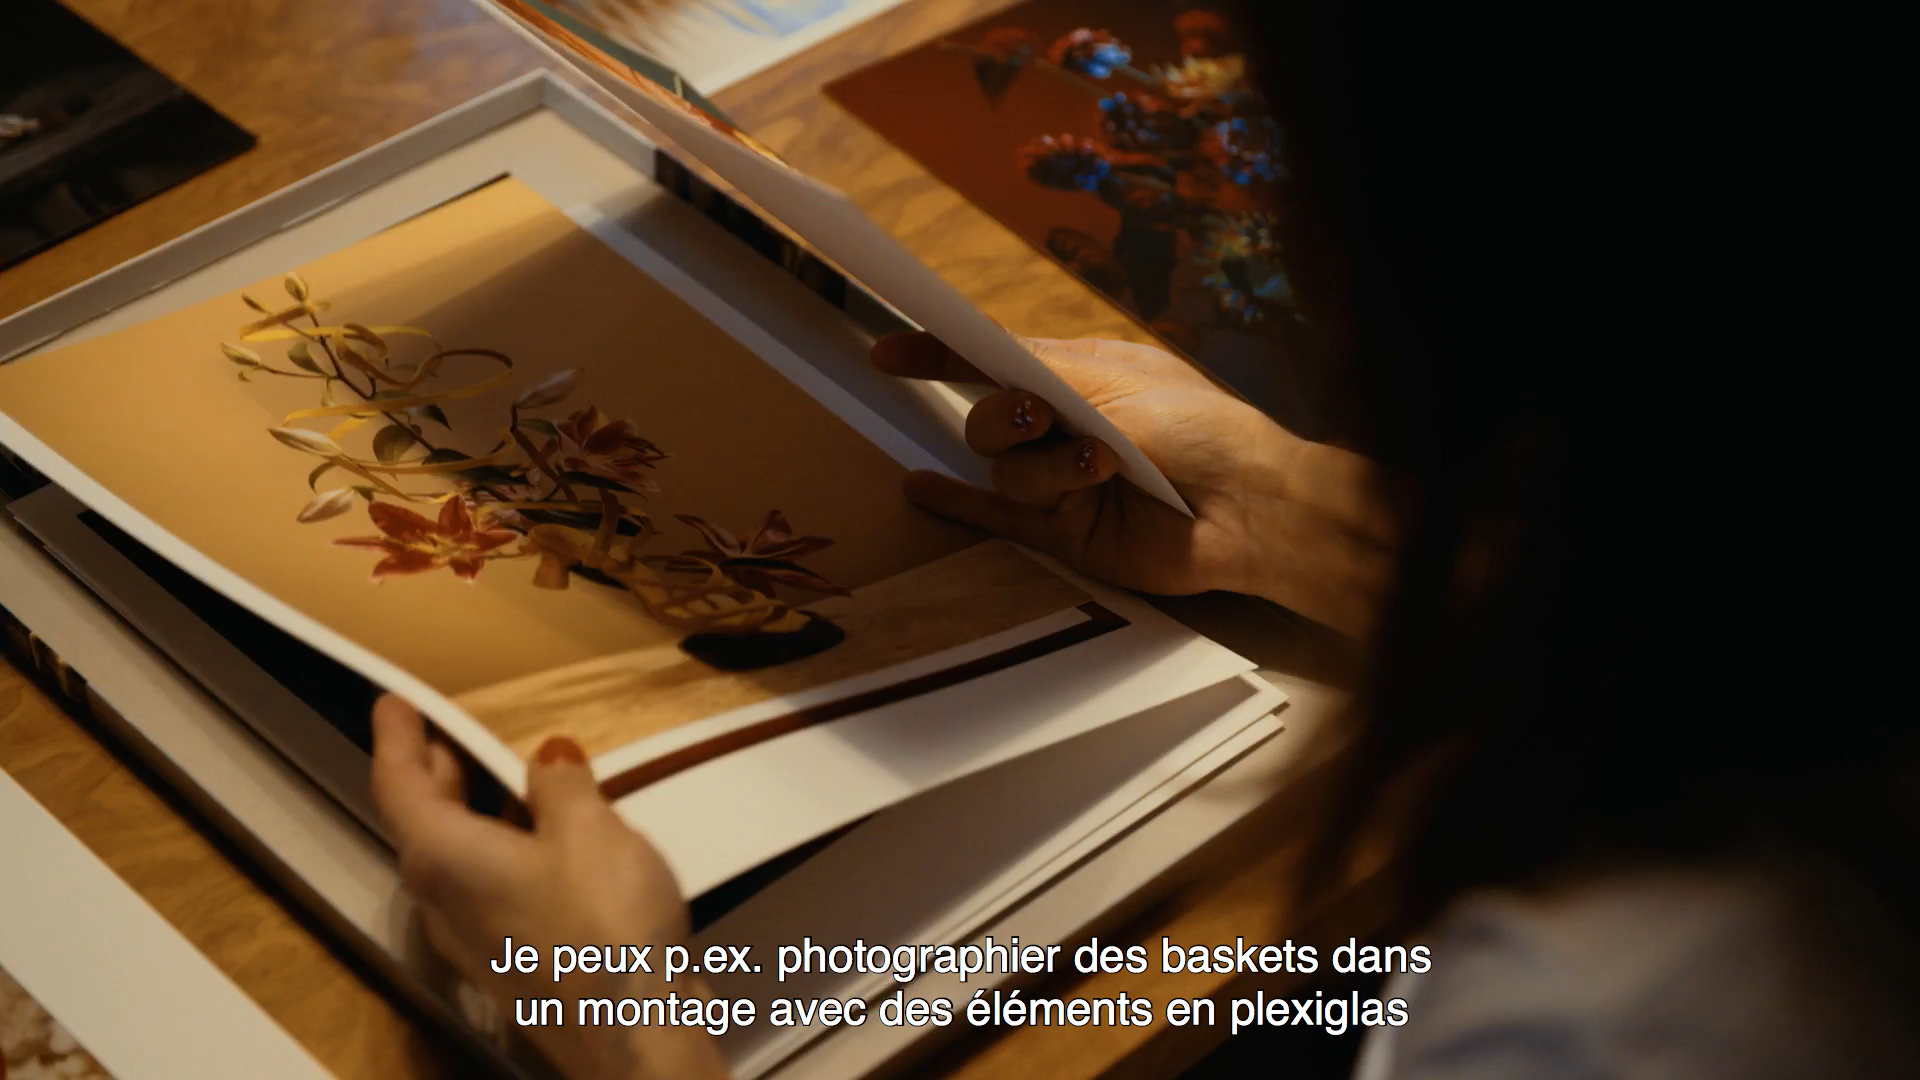 Je peux p.ex. photographier des baskets dans
un montage avec des éléments en plexiglas